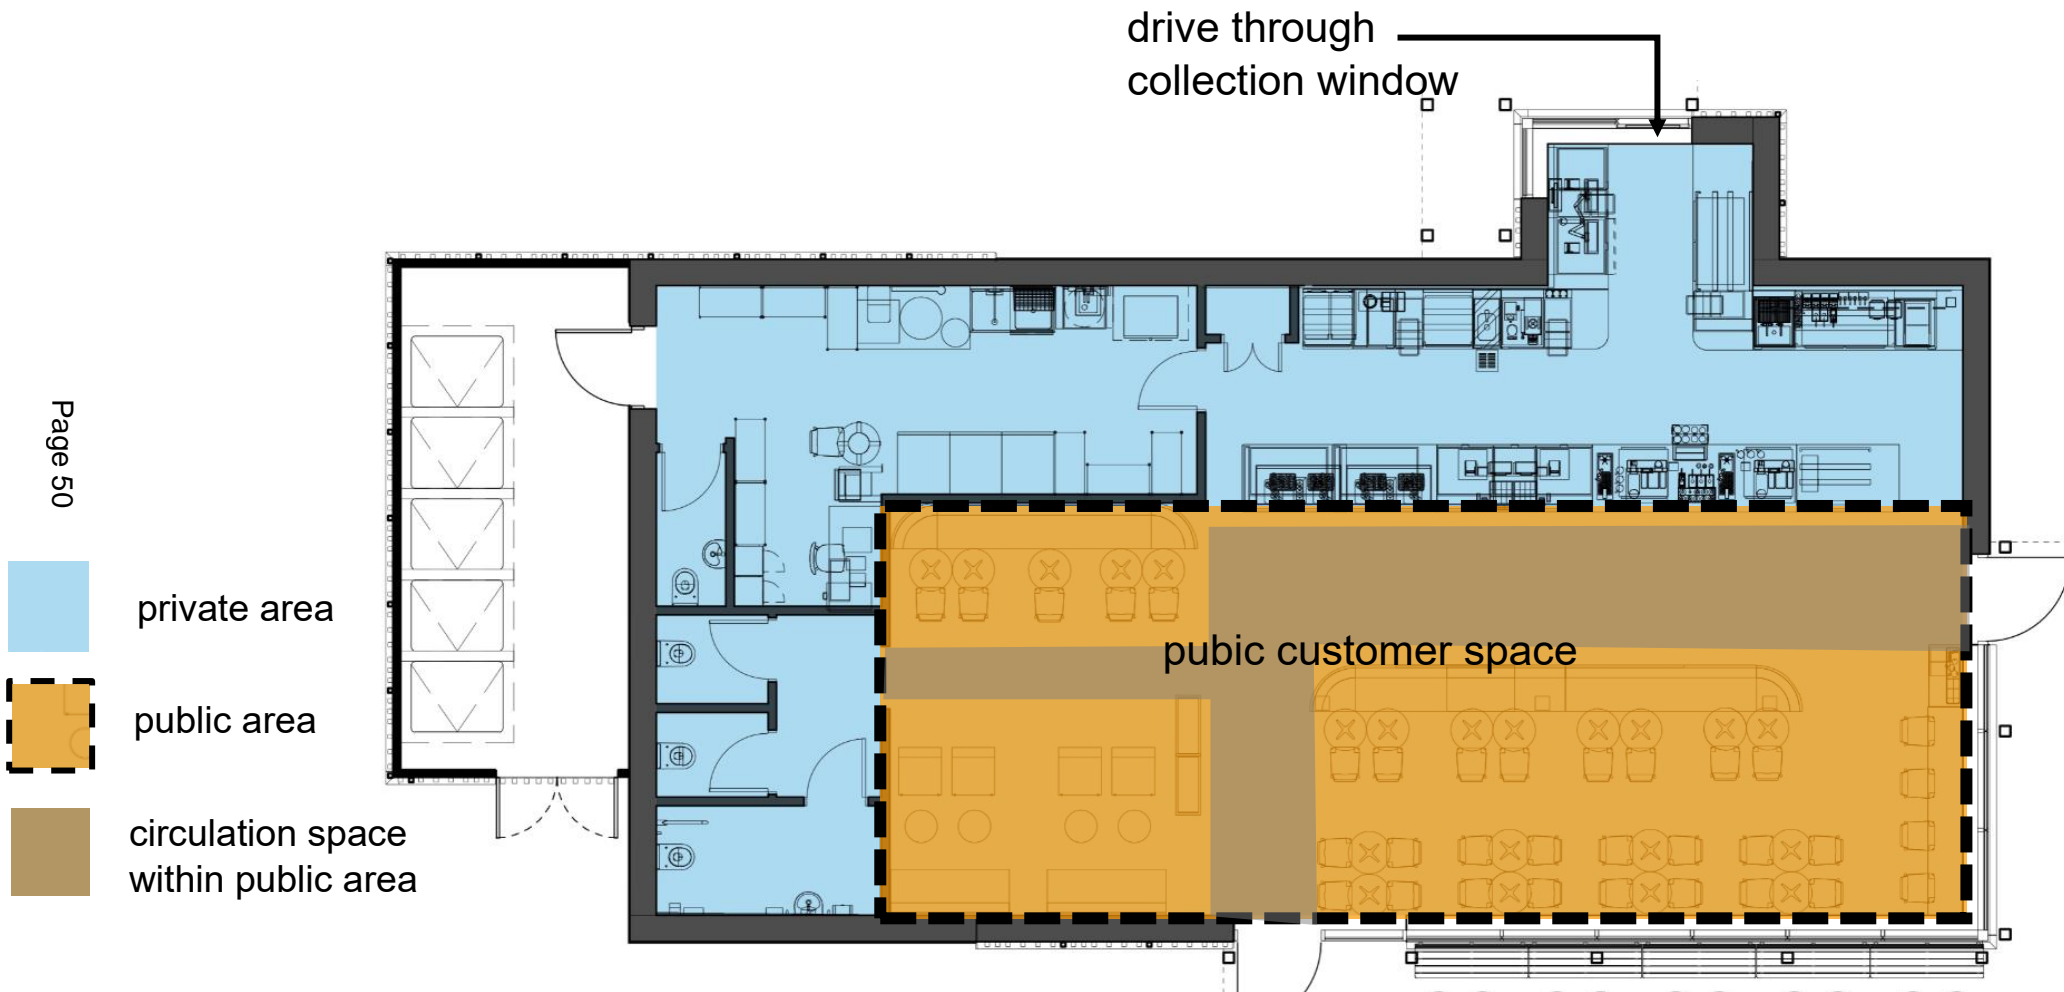 drive through
collection window
Page 50
private area
public area
circulation space
within public area
pubic customer space